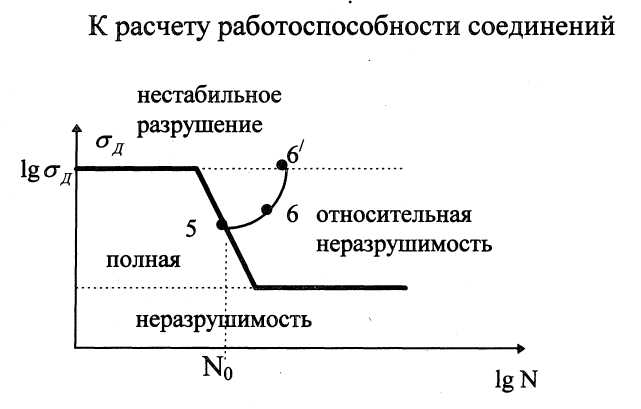 К расчету работоспособности соединений
нестабильное
разрушение
σД
lg σД
6/
5
6
относительная
неразрушимость
полная
неразрушимость
N0
lg N